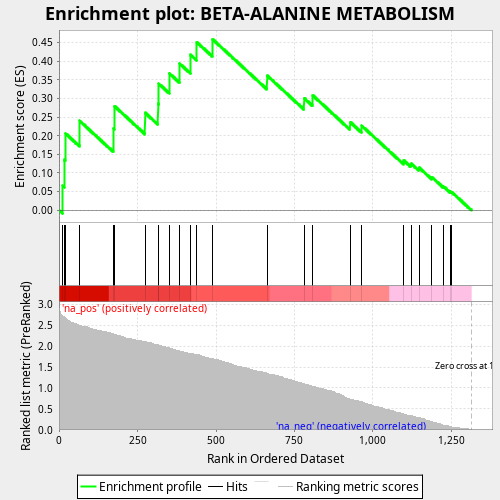 Enrichment plot: BETA-ALANINE METABOLISM
Enrichment score (ES)
0.45
0.40
0.35
0.30
0.25
0.20
0.15
0.10
0.05
0.00
'na_pos' (positively correlated)
Ranked list metric (PreRanked)
3.0
2.5
2.0
1.5
1.0
0.5
0.0
Zero cross at 1
'na_neg' (negatively correlated)
0
250
500
750
1,000
1,250
Rank in Ordered Dataset
Enrichment profile
Hits
Ranking metric scores